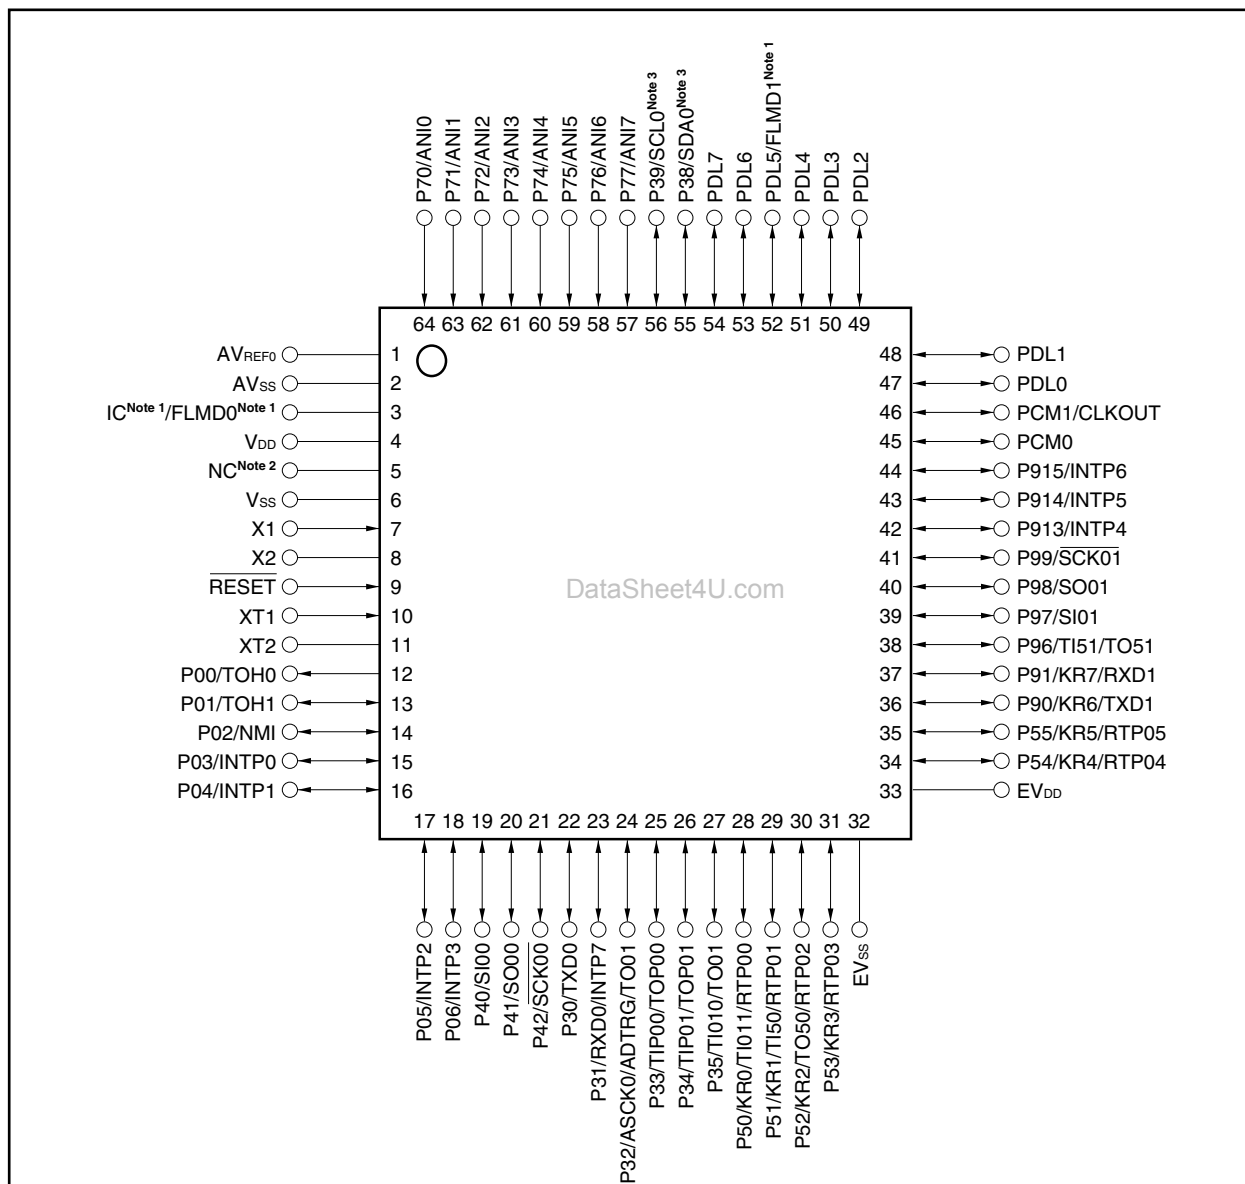 P70/ANI0
P71/ANI1
P72/ANI2
P73/ANI3
P74/ANI4
P75/ANI5
P76/ANI6
P77/ANI7
P39/SCL0Note 3
P38/SDA0Note 3
PDL7
PDL6
PDL5/FLMD1Note 1
PDL4
PDL3
PDL2
64 63 62 61 60 59 58 57 56 55 54 53 52 51 50 49
AVREF0 1 48 PDL1
AVSS 2 47 PDL0
ICNote 1/FLMD0Note 1 3 46 PCM1/CLKOUT
VDD 4 45 PCM0
NCNote 2 5 44 P915/INTP6
VSS 6 43 P914/INTP5
X1 7 42 P913/INTP4
X2 8 41 P99/SCK01
RESET 9 DataSheet4U.com 40 P98/SO01
XT1 10 39 P97/SI01
XT2 11 38 P96/TI51/TO51
P00/TOH0 12 37 P91/KR7/RXD1
P01/TOH1 13 36 P90/KR6/TXD1
P02/NMI 14 35 P55/KR5/RTP05
P03/INTP0 15 34 P54/KR4/RTP04
P04/INTP1 16 33 EVDD
17 18 19 20 21 22 23 24 25 26 27 28 29 30 31 32
P05/INTP2
P06/INTP3
P40/SI00
P41/SO00
P42/SCK00
P30/TXD0
P31/RXD0/INTP7
P32/ASCK0/ADTRG/TO01
P33/TIP00/TOP00
P34/TIP01/TOP01
P35/TI010/TO01
P50/KR0/TI011/RTP00
P51/KR1/TI50/RTP01
P52/KR2/TO50/RTP02
P53/KR3/RTP03
EVSS